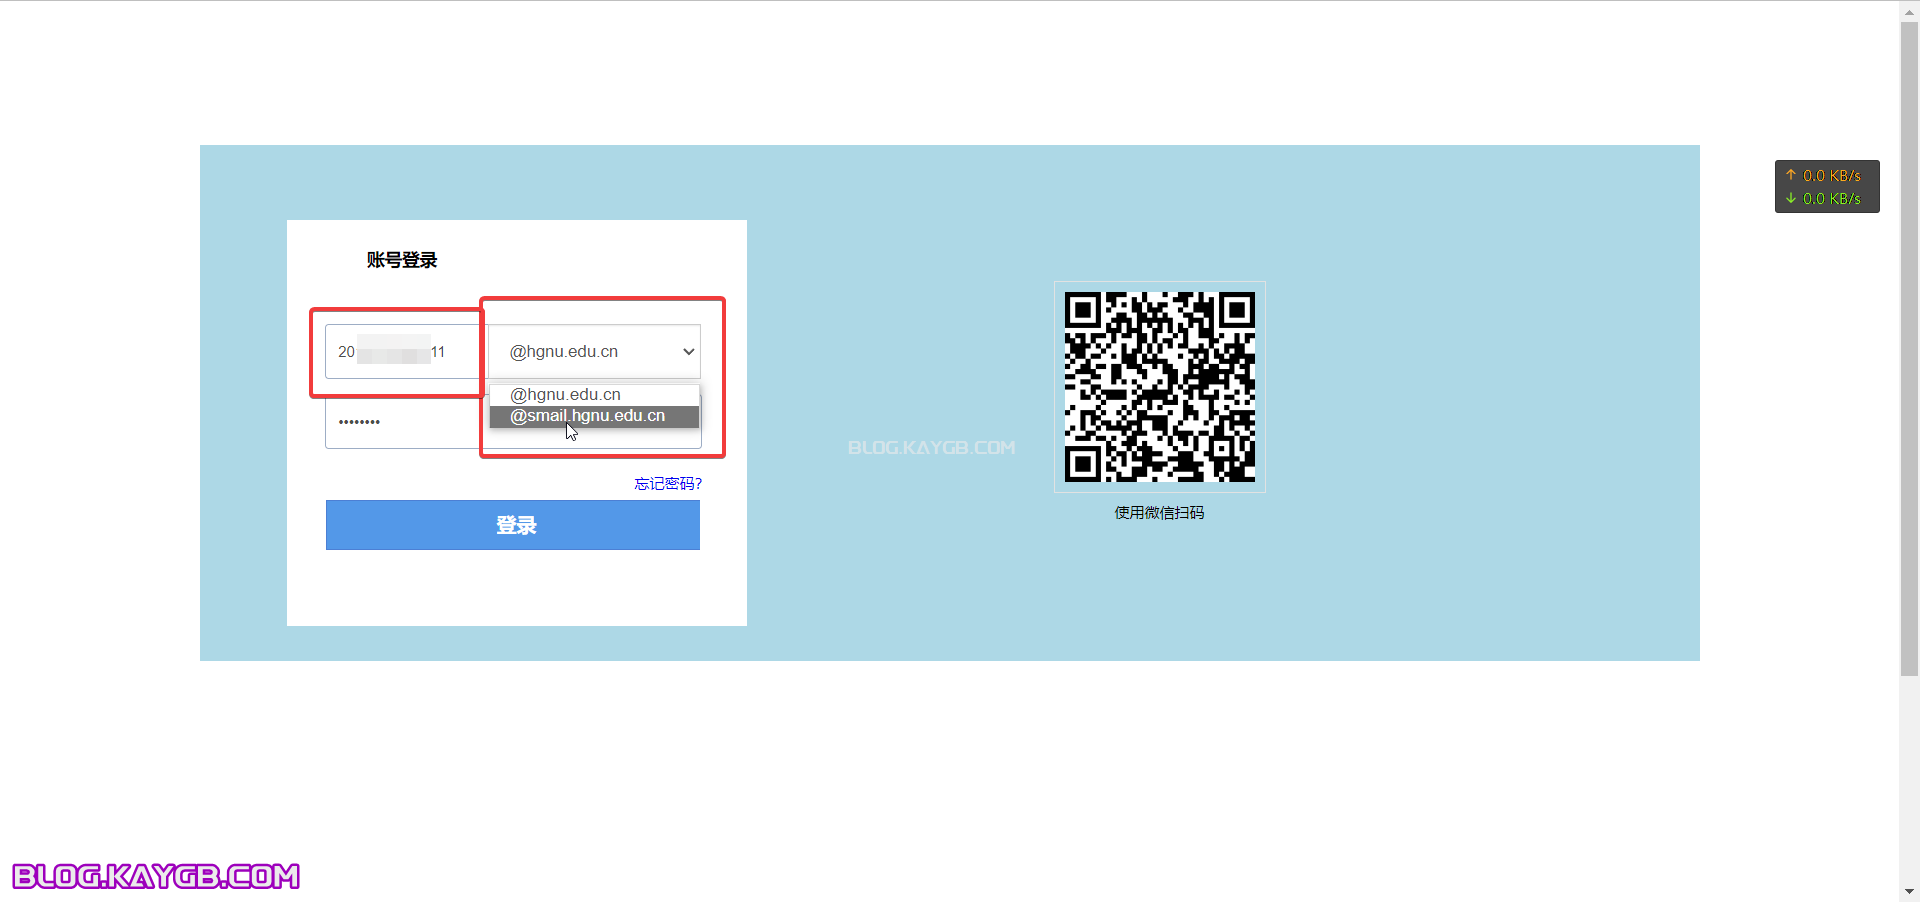 账号登录
20 11
@hgnu.edu.cn
@hgnu.edu.cn
@smail.hgnu.edu.cn
••••••••
忘记密码?
登录
使用微信扫码
↑ 0.0 KB/s
↓ 0.0 KB/s
BLOG.KAYGB.COM
BLOG.KAYGB.COM